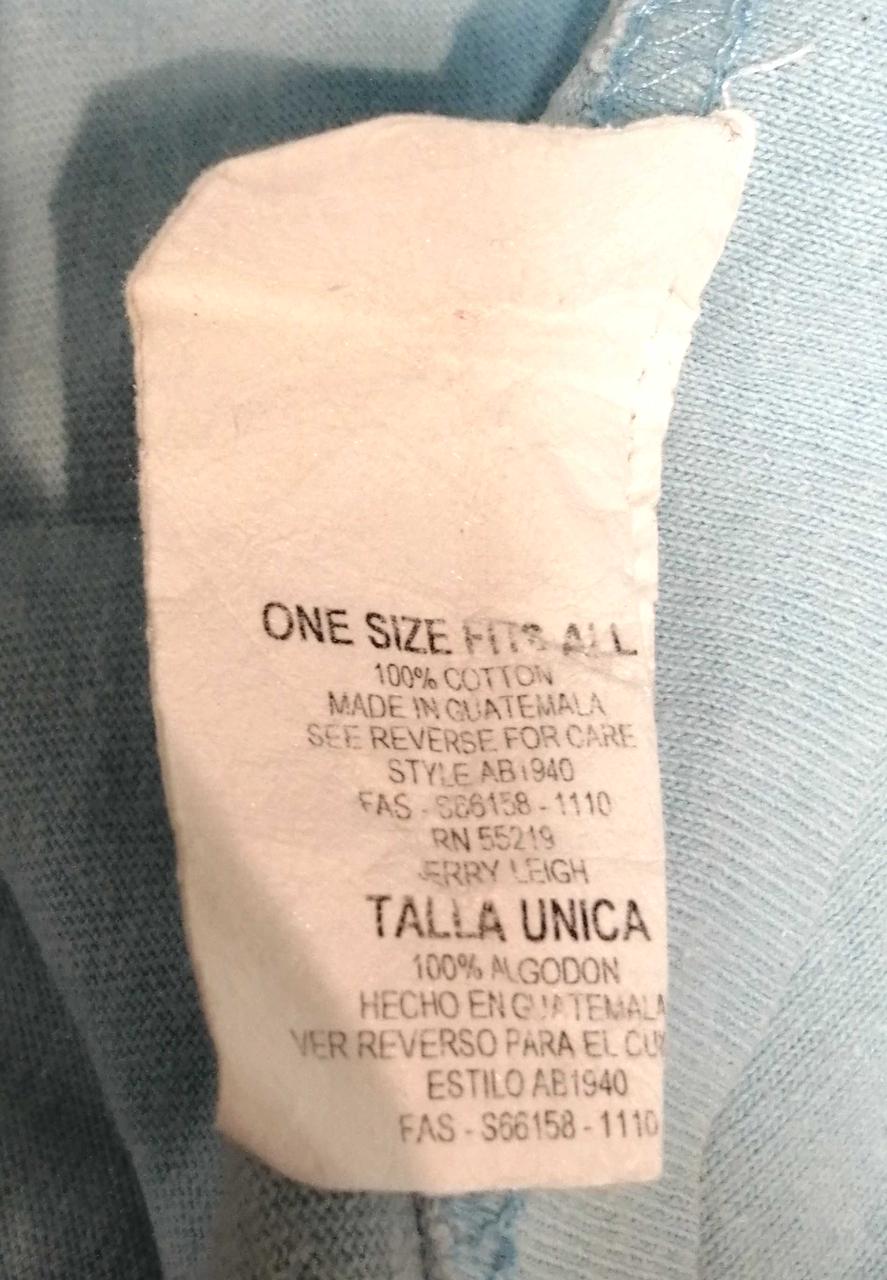 ONE SIZE FITS ALL
100% COTTON
MADE IN GUATEMALA
SEE REVERSE FOR CARE
STYLE AB1940
FAS - S66158 - 1110
RN 55219
JERRY LEIGH
TALLA UNICA
100% ALGODON
HECHO EN GUATEMALA
VER REVERSO PARA EL
ESTILO AB1940
FAS - S66158 - 1110